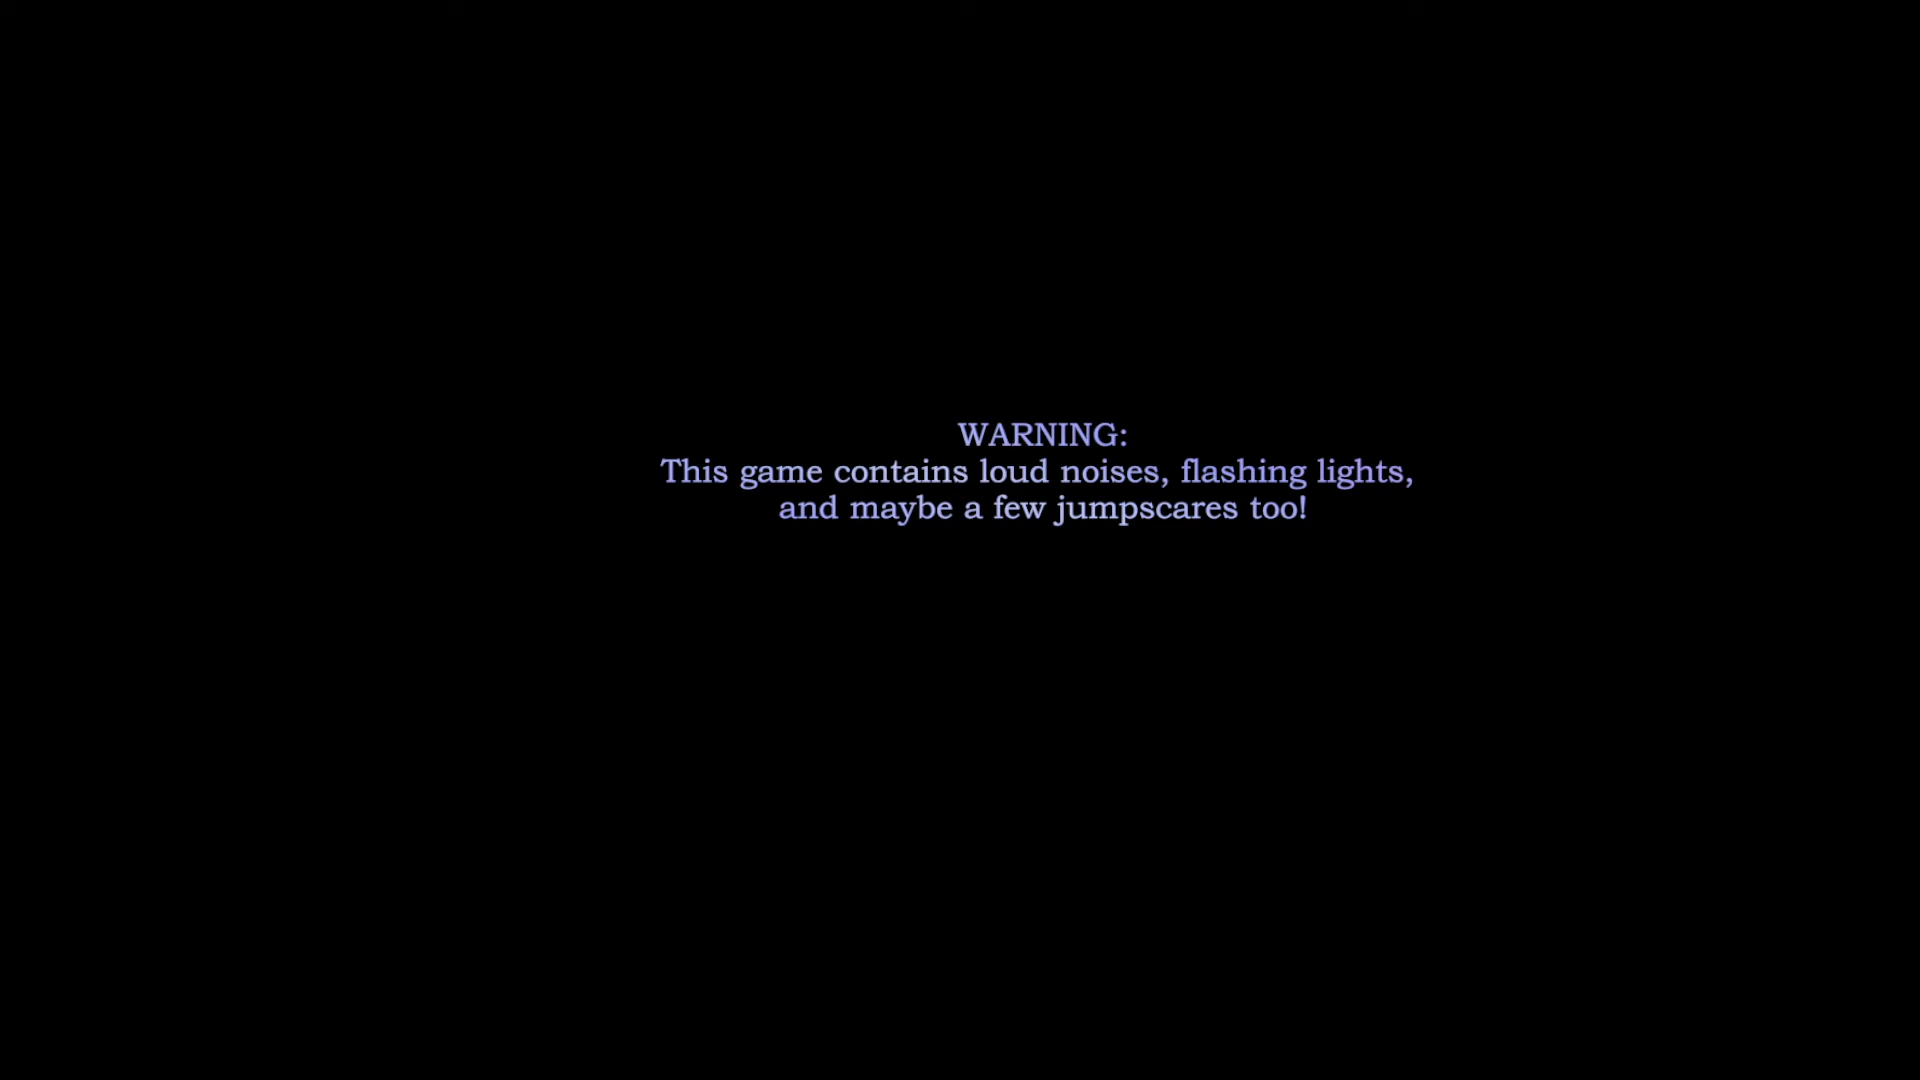 WARNING:
This game contains loud noises, flashing lights,
and maybe a few jumpscares too!